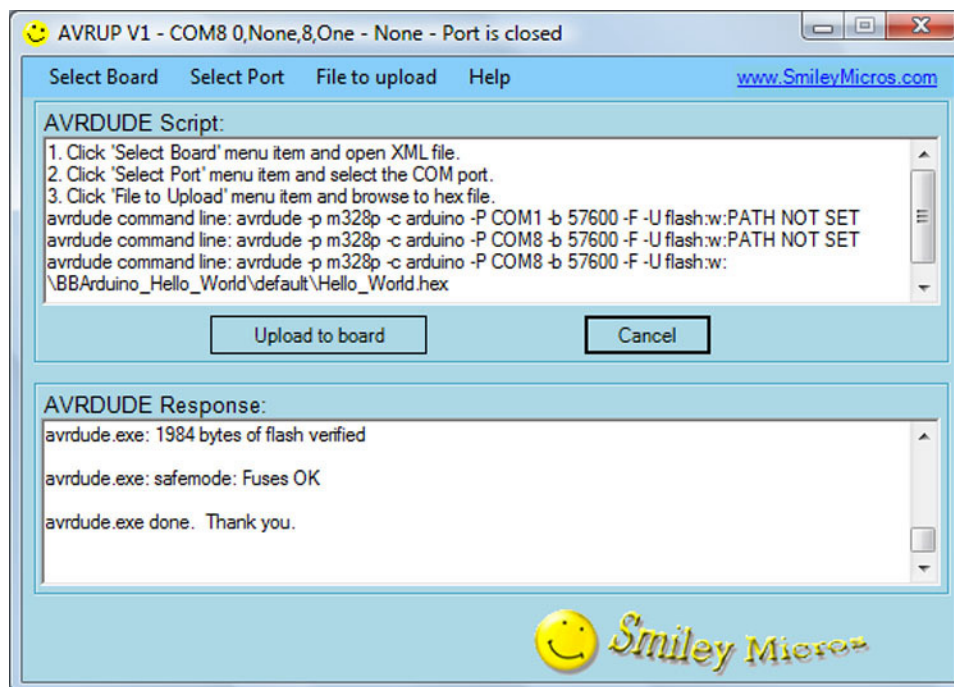 AVRUP V1 - COM8 0,None,8,One - None - Port is closed
Select Board Select Port File to upload Help www.SmileyMicros.com
AVRDUDE Script:
1. Click 'Select Board' menu item and open XML file.
2. Click 'Select Port' menu item and select the COM port.
3. Click 'File to Upload' menu item and browse to hex file.
avrdude command line: avrdude -p m328p -c arduino -P COM1 -b 57600 -F -U flash:w:PATH NOT SET
avrdude command line: avrdude -p m328p -c arduino -P COM8 -b 57600 -F -U flash:w:PATH NOT SET
avrdude command line: avrdude -p m328p -c arduino -P COM8 -b 57600 -F -U flash:w:
\BBArduino_Hello_World\default\Hello_World.hex
Upload to board Cancel
AVRDUDE Response:
avrdude.exe: 1984 bytes of flash verified
avrdude.exe: safemode: Fuses OK
avrdude.exe done. Thank you.
Smiley Micros